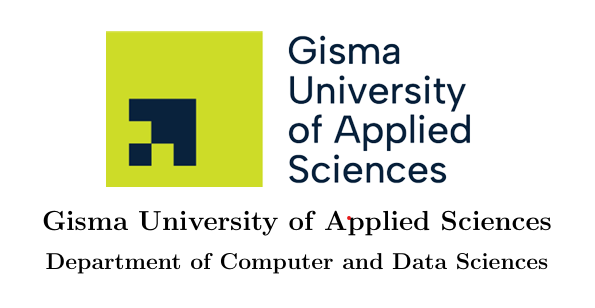 Gisma
University
of Applied
Sciences
Gisma University of Applied Sciences
Department of Computer and Data Sciences